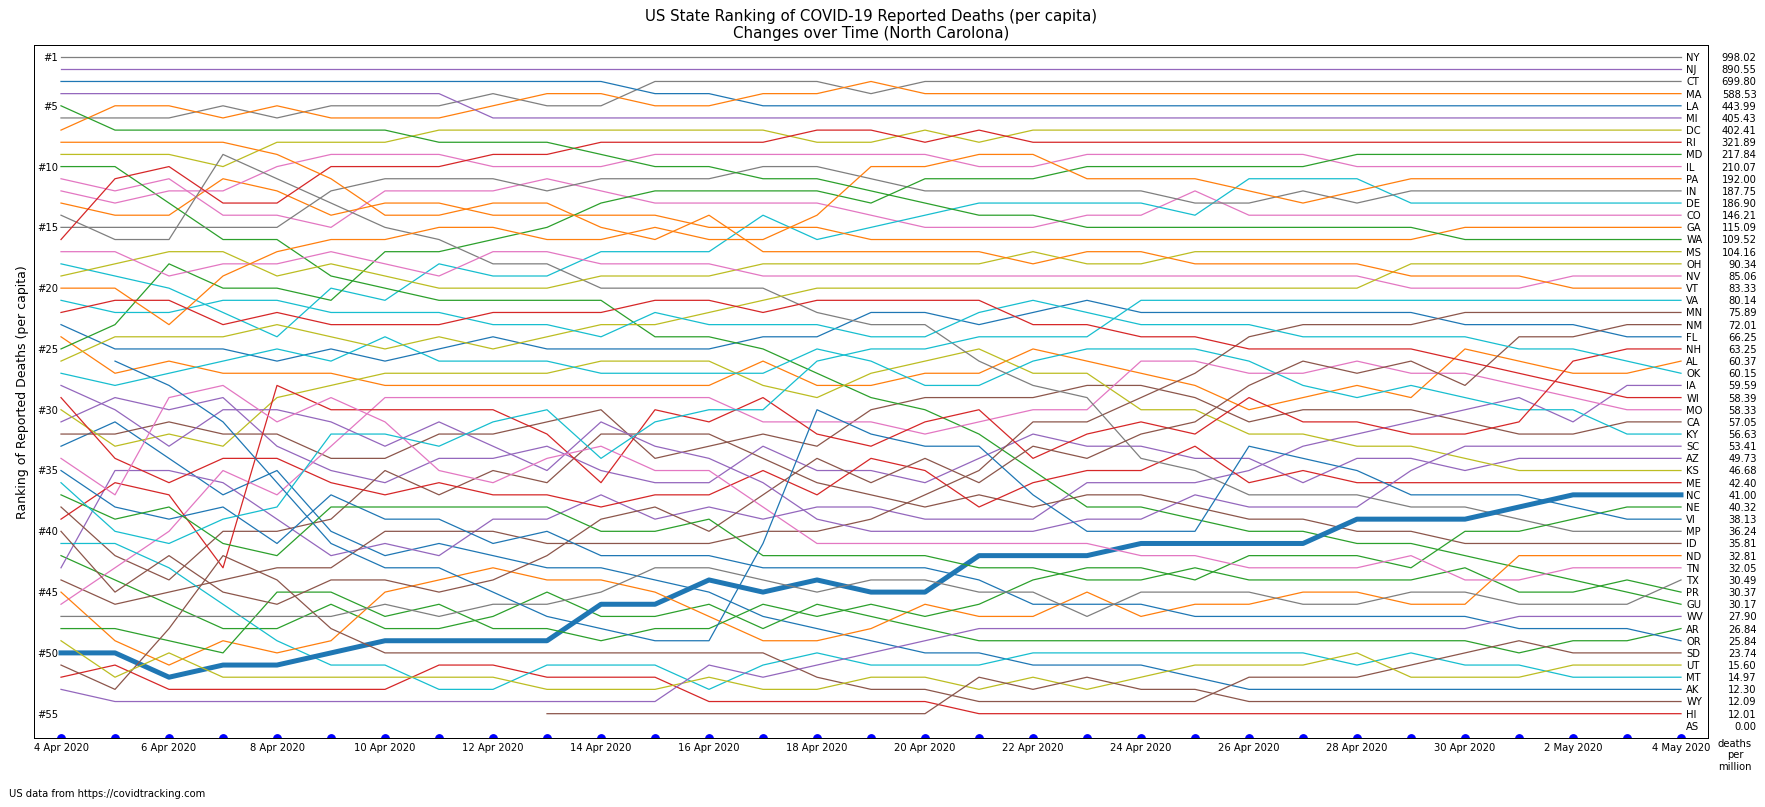 US State Ranking of COVID-19 Reported Deaths (per capita)
Changes over Time (North Carolona)
Ranking of Reported Deaths (per capita)
#1
#5
#10
#15
#20
#25
#30
#35
#40
#45
#50
#55
NY 998.02
NJ 890.55
CT 699.80
MA 588.53
LA 443.99
MI 405.43
DC 402.41
RI 321.89
MD 217.84
IL 210.07
PA 192.00
IN 187.75
DE 186.90
CO 146.21
GA 115.09
WA 109.52
MS 104.16
OH 90.34
NV 85.06
VT 83.33
VA 80.14
MN 75.89
NM 72.01
FL 66.25
NH 63.25
AL 60.37
OK 60.15
IA 59.59
WI 58.39
MO 58.33
CA 57.05
KY 56.63
SC 53.41
AZ 49.73
KS 46.68
ME 42.40
NC 41.00
NE 40.32
VI 38.13
MP 36.24
ID 35.81
ND 32.81
TN 32.05
TX 30.49
PR 30.37
GU 30.17
WV 27.90
AR 26.84
OR 25.84
SD 23.74
UT 15.60
MT 14.97
AK 12.30
WY 12.09
HI 12.01
AS 0.00
4 Apr 2020 6 Apr 2020 8 Apr 2020 10 Apr 2020 12 Apr 2020 14 Apr 2020 16 Apr 2020 18 Apr 2020 20 Apr 2020 22 Apr 2020 24 Apr 2020 26 Apr 2020 28 Apr 2020 30 Apr 2020 2 May 2020 4 May 2020
deaths
per
million
US data from https://covidtracking.com